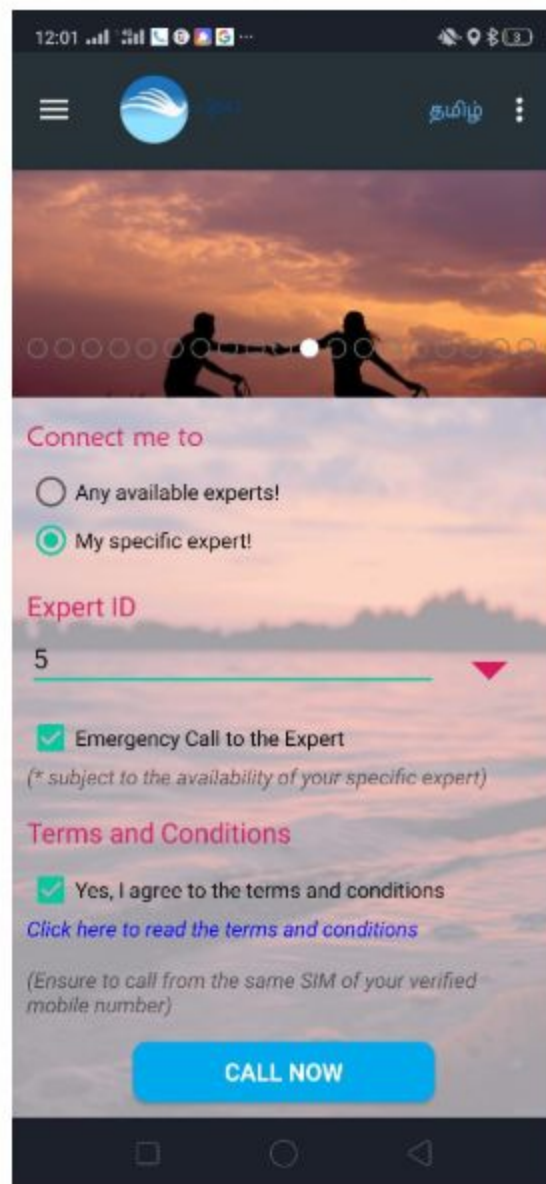 12:01
தமிழ்
Connect me to
Any available experts!
My specific expert!
Expert ID
5
Emergency Call to the Expert
(* subject to the availability of your specific expert)
Terms and Conditions
Yes, I agree to the terms and conditions
Click here to read the terms and conditions
(Ensure to call from the same SIM of your verified
mobile number)
CALL NOW